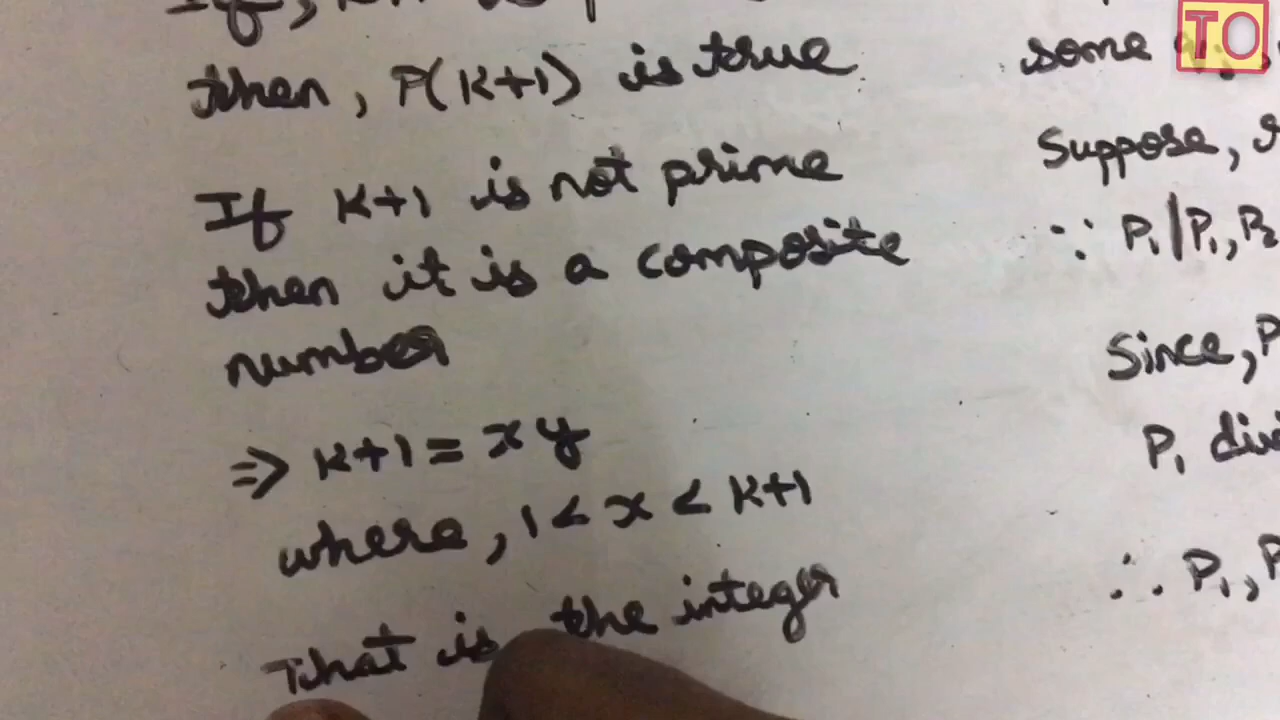 then, P(K+1) is true
If K+1 is not prime
then it is a composite
number
⇒ K+1 = xy
where, 1 < x < K+1
That is the integer
TO
some
Suppose,
∵ P₁|P₁,P₂
Since, P
P₁
∴ P₁, P